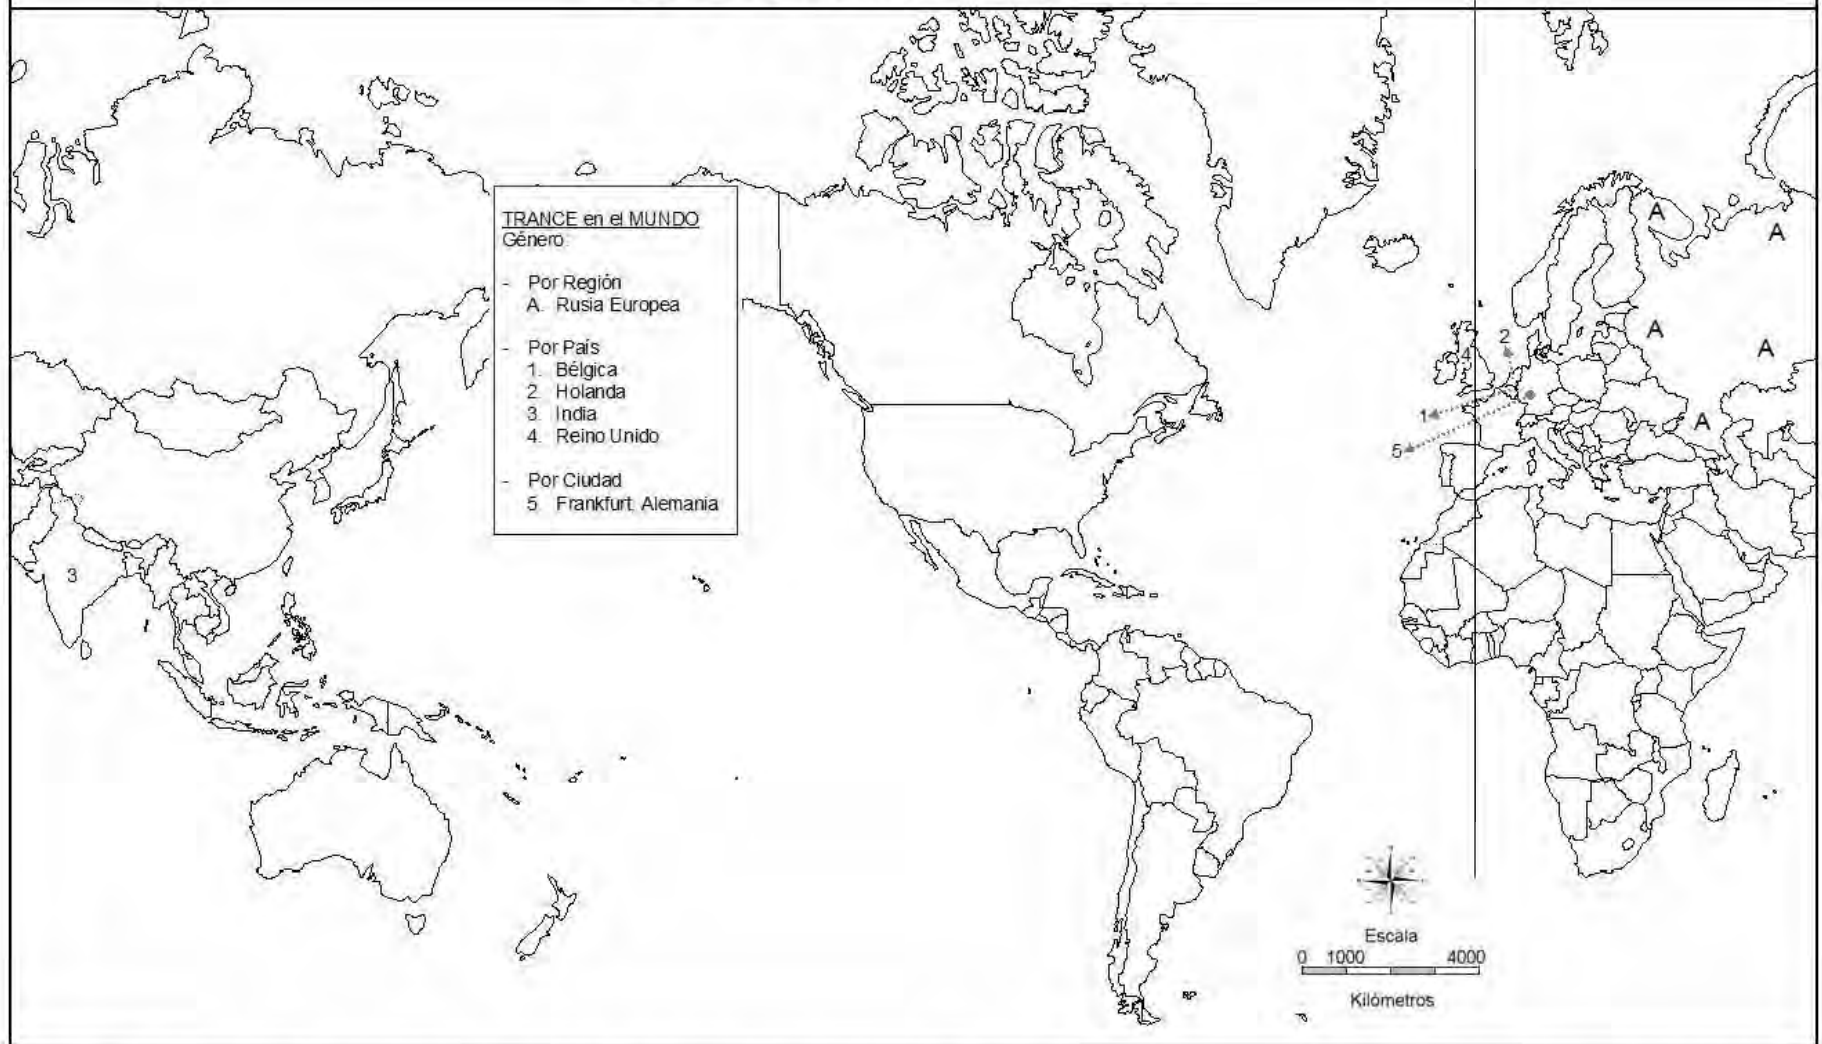 TRANCE en el MUNDO
Género:
- Por Región
A. Rusia Europea
- Por País
1. Bélgica
2. Holanda
3. India
4. Reino Unido
- Por Ciudad
5. Frankfurt. Alemania
A
A
2
4
A
A
1
A
5
3
Escala
0 1000 4000
Kilómetros